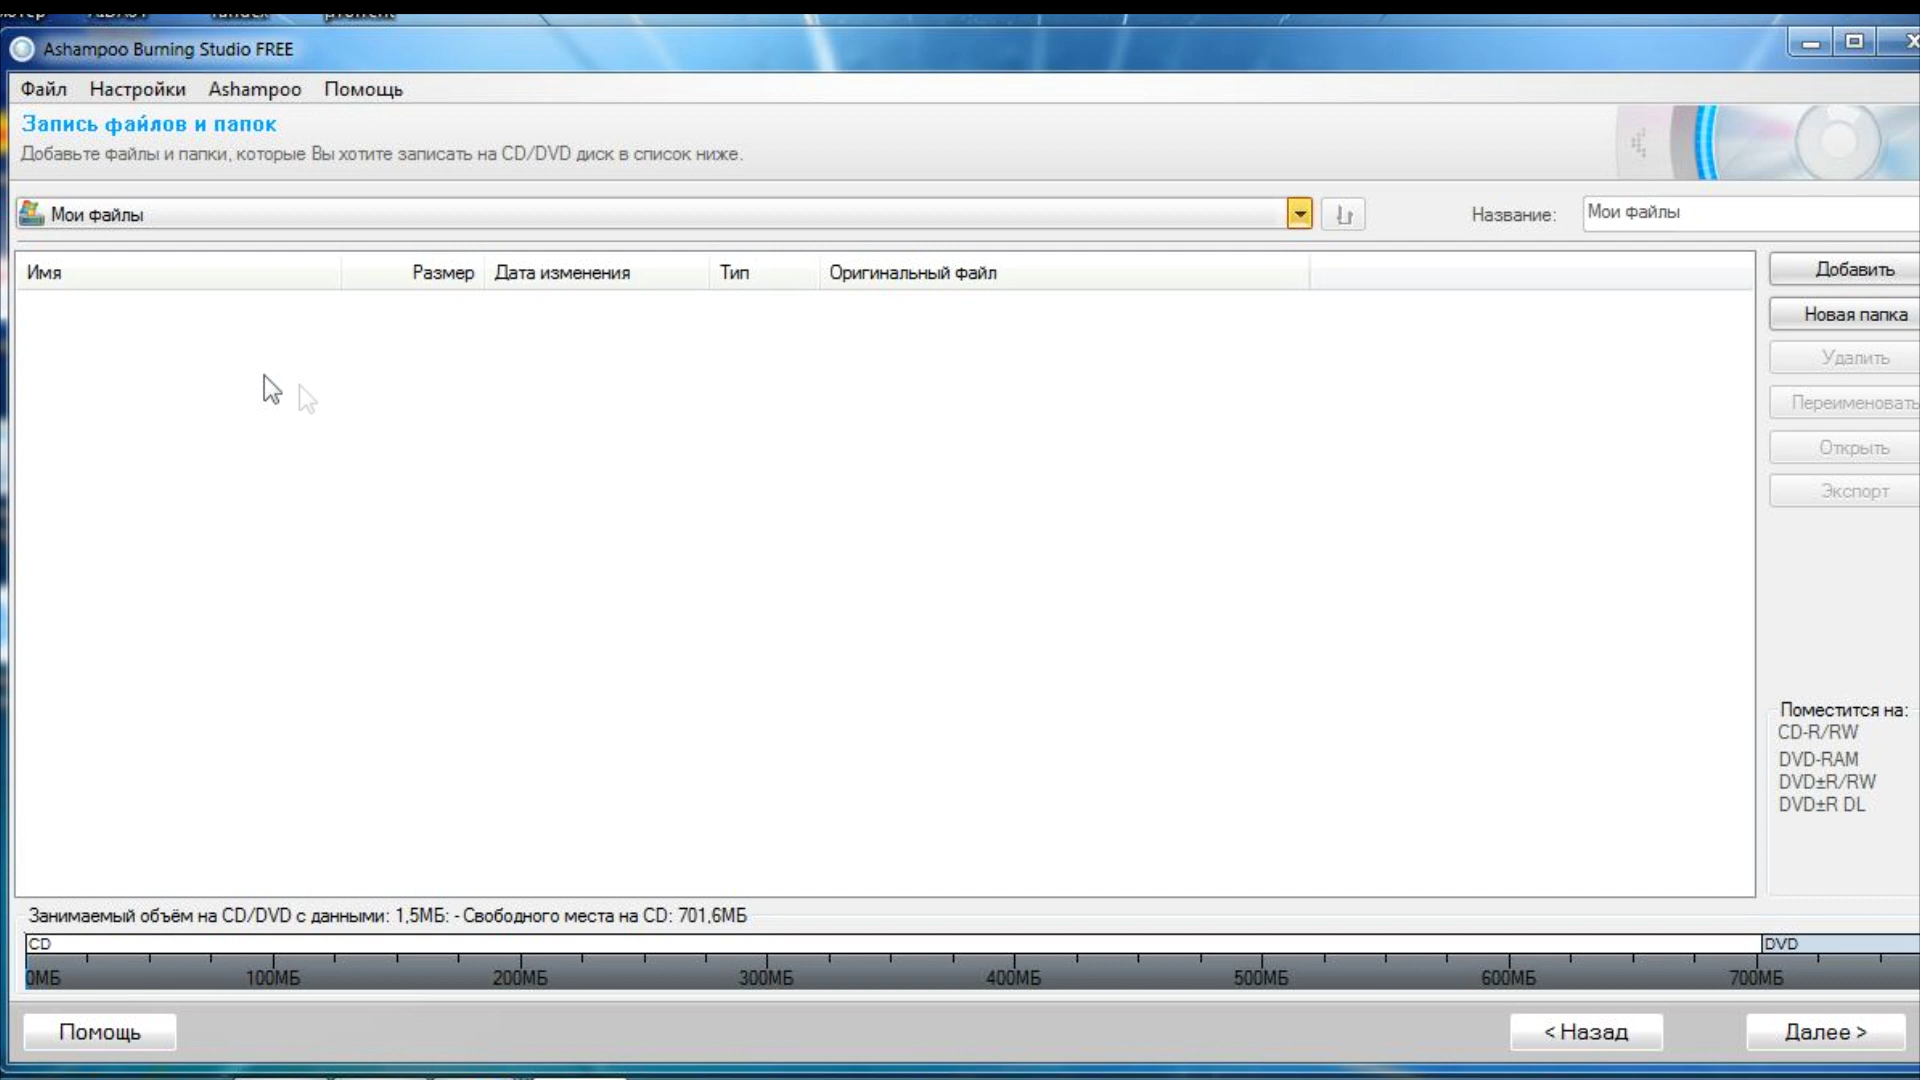 Ashampoo Burning Studio FREE
Файл Настройки Ashampoo Помощь
Запись файлов и папок
Добавьте файлы и папки, которые Вы хотите записать на CD/DVD диск в список ниже.
Мои файлы
Название: Мои файлы
Имя Размер Дата изменения Тип Оригинальный файл
Добавить
Новая папка
Удалить
Переименовать
Открыть
Экспорт
Поместится на:
CD-R/RW
DVD-RAM
DVD±R/RW
DVD±R DL
Занимаемый объём на CD/DVD с данными: 1,5МБ: - Свободного места на CD: 701,6МБ
CD DVD
0МБ 100МБ 200МБ 300МБ 400МБ 500МБ 600МБ 700МБ
Помощь < Назад Далее >